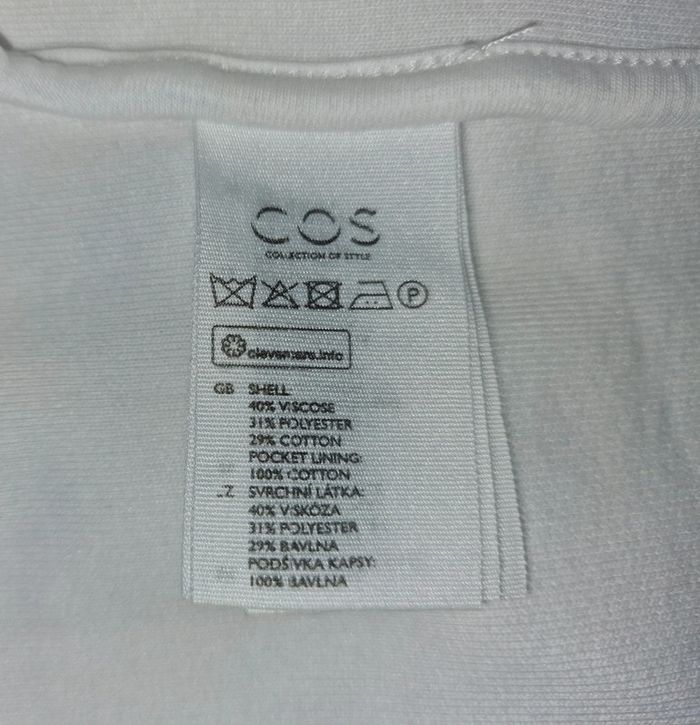 COS
COLLECTION OF STYLE
P
clevercare.info
GB SHELL
40% VISCOSE
31% POLYESTER
29% COTTON
POCKET LINING:
100% COTTON
CZ SVRCHNÍ LÁTKA:
40% VISKÓZA
31% POLYESTER
29% BAVLNA
PODŠÍVKA KAPSY:
100% BAVLNA